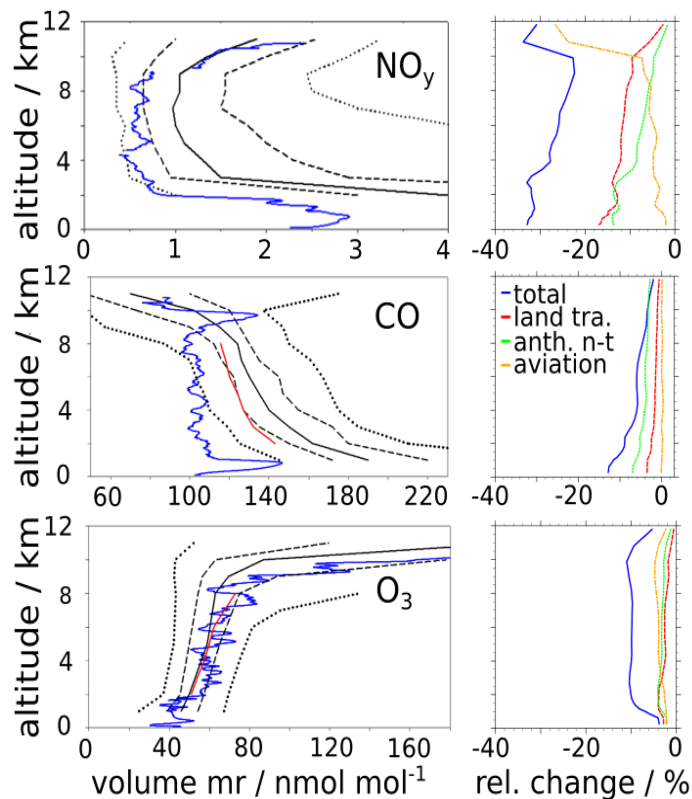 altitude / km
12
8
4
0
NOy
0 1 2 3 4
-40 -20 0
altitude / km
12
8
4
0
CO
60 100 140 180 220
total
land tra.
anth. n-t
aviation
-40 -20 0
altitude / km
12
8
4
0
O3
0 40 80 120 160
-40 -20 0
volume mr / nmol mol-1
rel. change / %